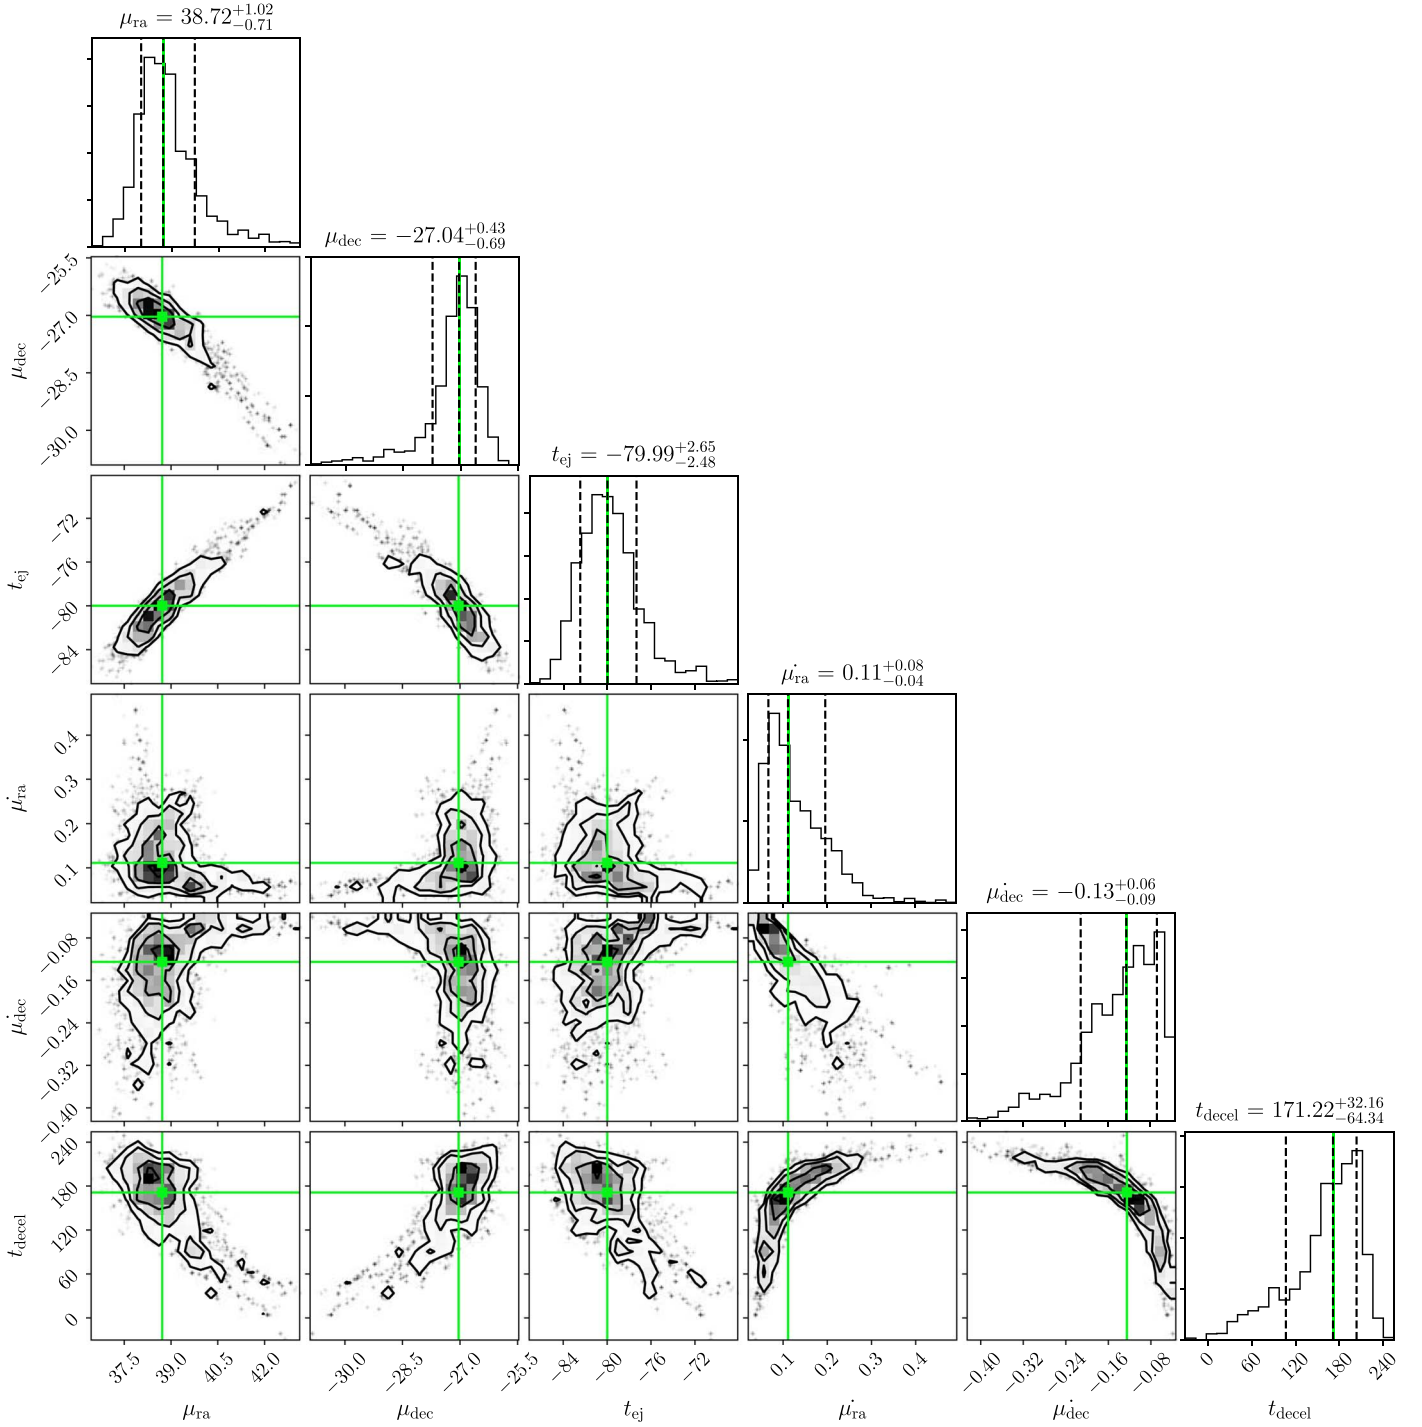 μ_ra = 38.72^{+1.02}_{−0.71}
μ_dec = −27.04^{+0.43}_{−0.69}
−25.5
−27.0
−28.5
−30.0
μ_dec
t_ej = −79.99^{+2.65}_{−2.48}
−72
−76
−80
−84
t_ej
μ̇_ra = 0.11^{+0.08}_{−0.04}
0.4
0.3
0.2
0.1
μ̇_ra
μ̇_dec = −0.13^{+0.06}_{−0.09}
−0.08
−0.16
−0.24
−0.32
−0.40
μ̇_dec
t_decel = 171.22^{+32.16}_{−64.34}
240
180
120
60
0
t_decel
37.5 39.0 40.5 42.0
−30.0 −28.5 −27.0 −25.5
−84 −80 −76 −72
0.1 0.2 0.3 0.4
−0.40 −0.32 −0.24 −0.16 −0.08
0 60 120 180 240
μ_ra μ_dec t_ej μ̇_ra μ̇_dec t_decel